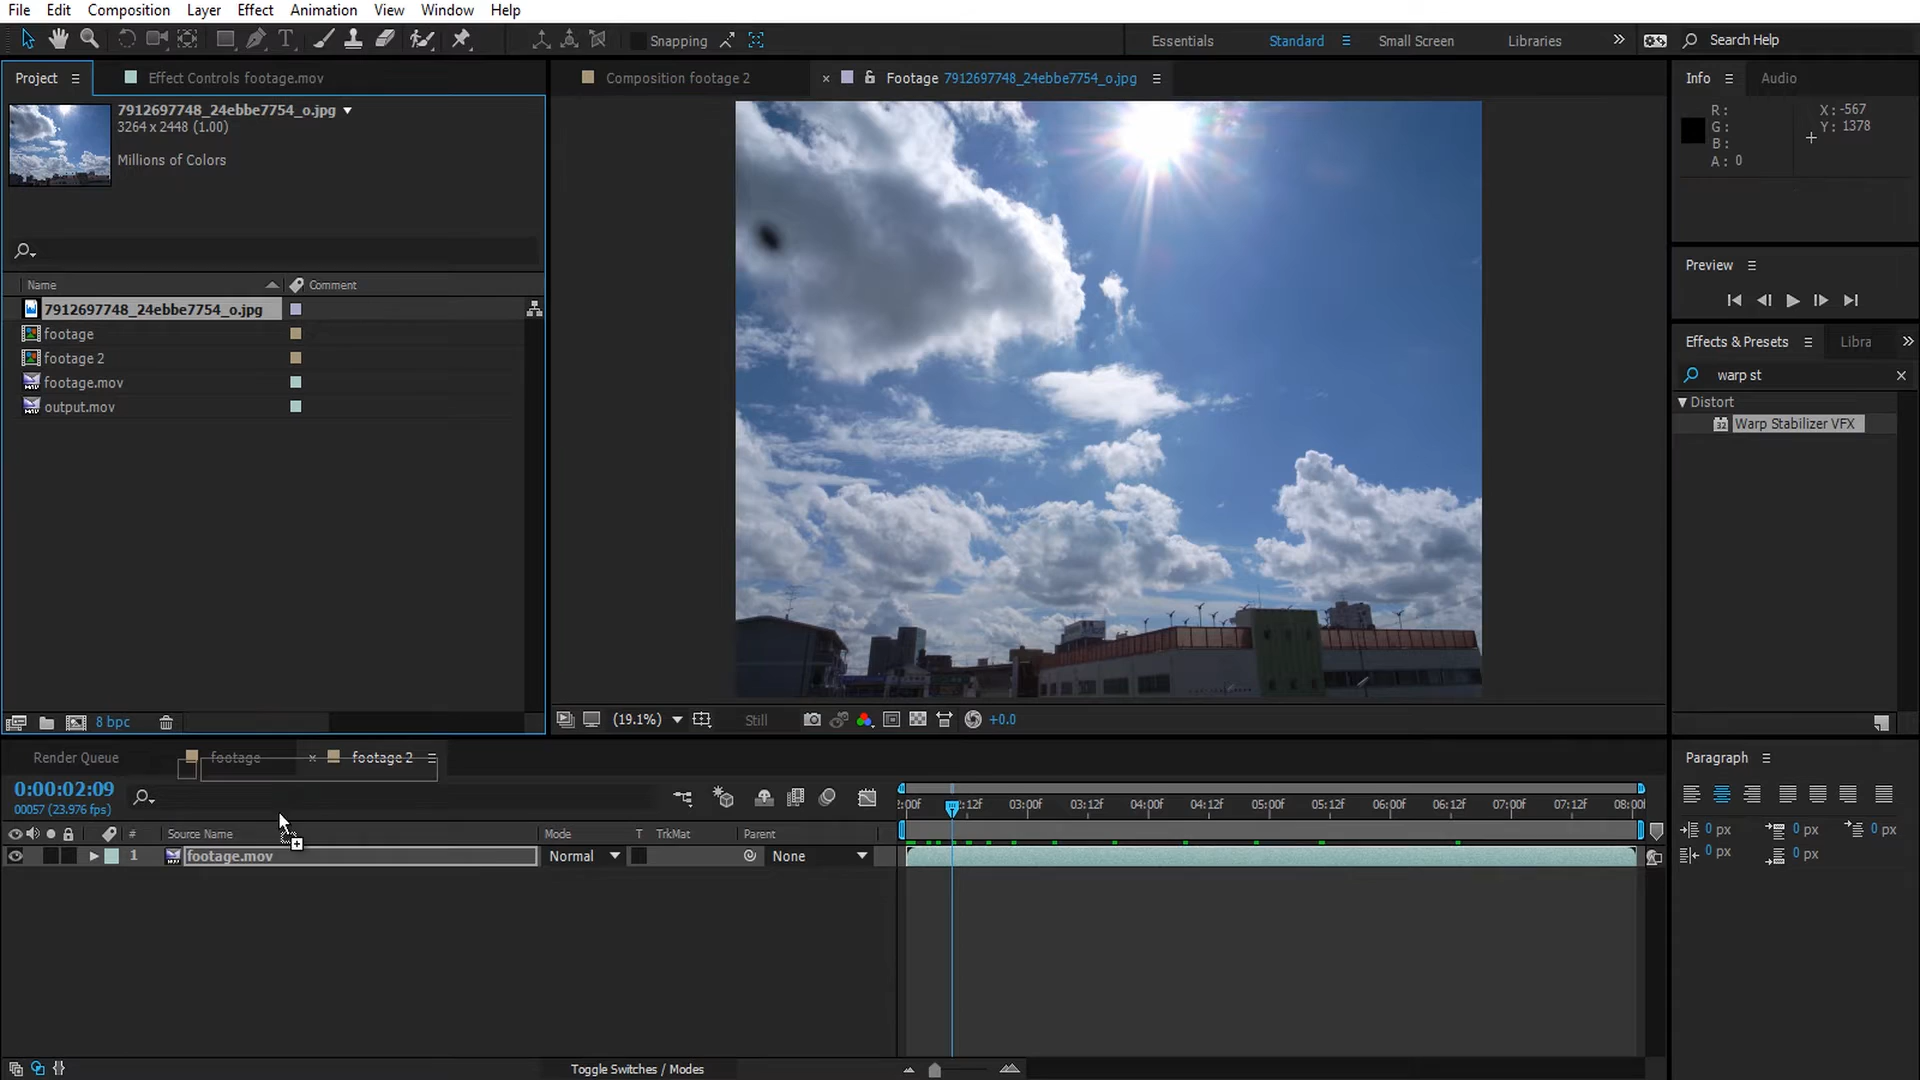 File Edit Composition Layer Effect Animation View Window Help
Snapping
Essentials Standard Small Screen Libraries Search Help
Project Effect Controls footage.mov
Composition footage 2
Footage 7912697748_24ebbe7754_o.jpg
Info Audio
7912697748_24ebbe7754_o.jpg
3264 x 2448 (1.00)
Millions of Colors
R:
G:
B:
A: 0
X: -567
Y: 1378
Preview
Name Comment
7912697748_24ebbe7754_o.jpg
footage
footage 2
footage.mov
output.mov
Effects & Presets Libra
warp st
Distort
32 Warp Stabilizer VFX
8 bpc
(19.1%) Still +0.0
Render Queue footage footage 2
0:00:02:09
00057 (23.976 fps)
# Source Name Mode T TrkMat Parent
1 footage.mov Normal None
2:00f 2:12f 03:00f 03:12f 04:00f 04:12f 05:00f 05:12f 06:00f 06:12f 07:00f 07:12f 08:00f
Paragraph
0 px 0 px 0 px
0 px 0 px
Toggle Switches / Modes